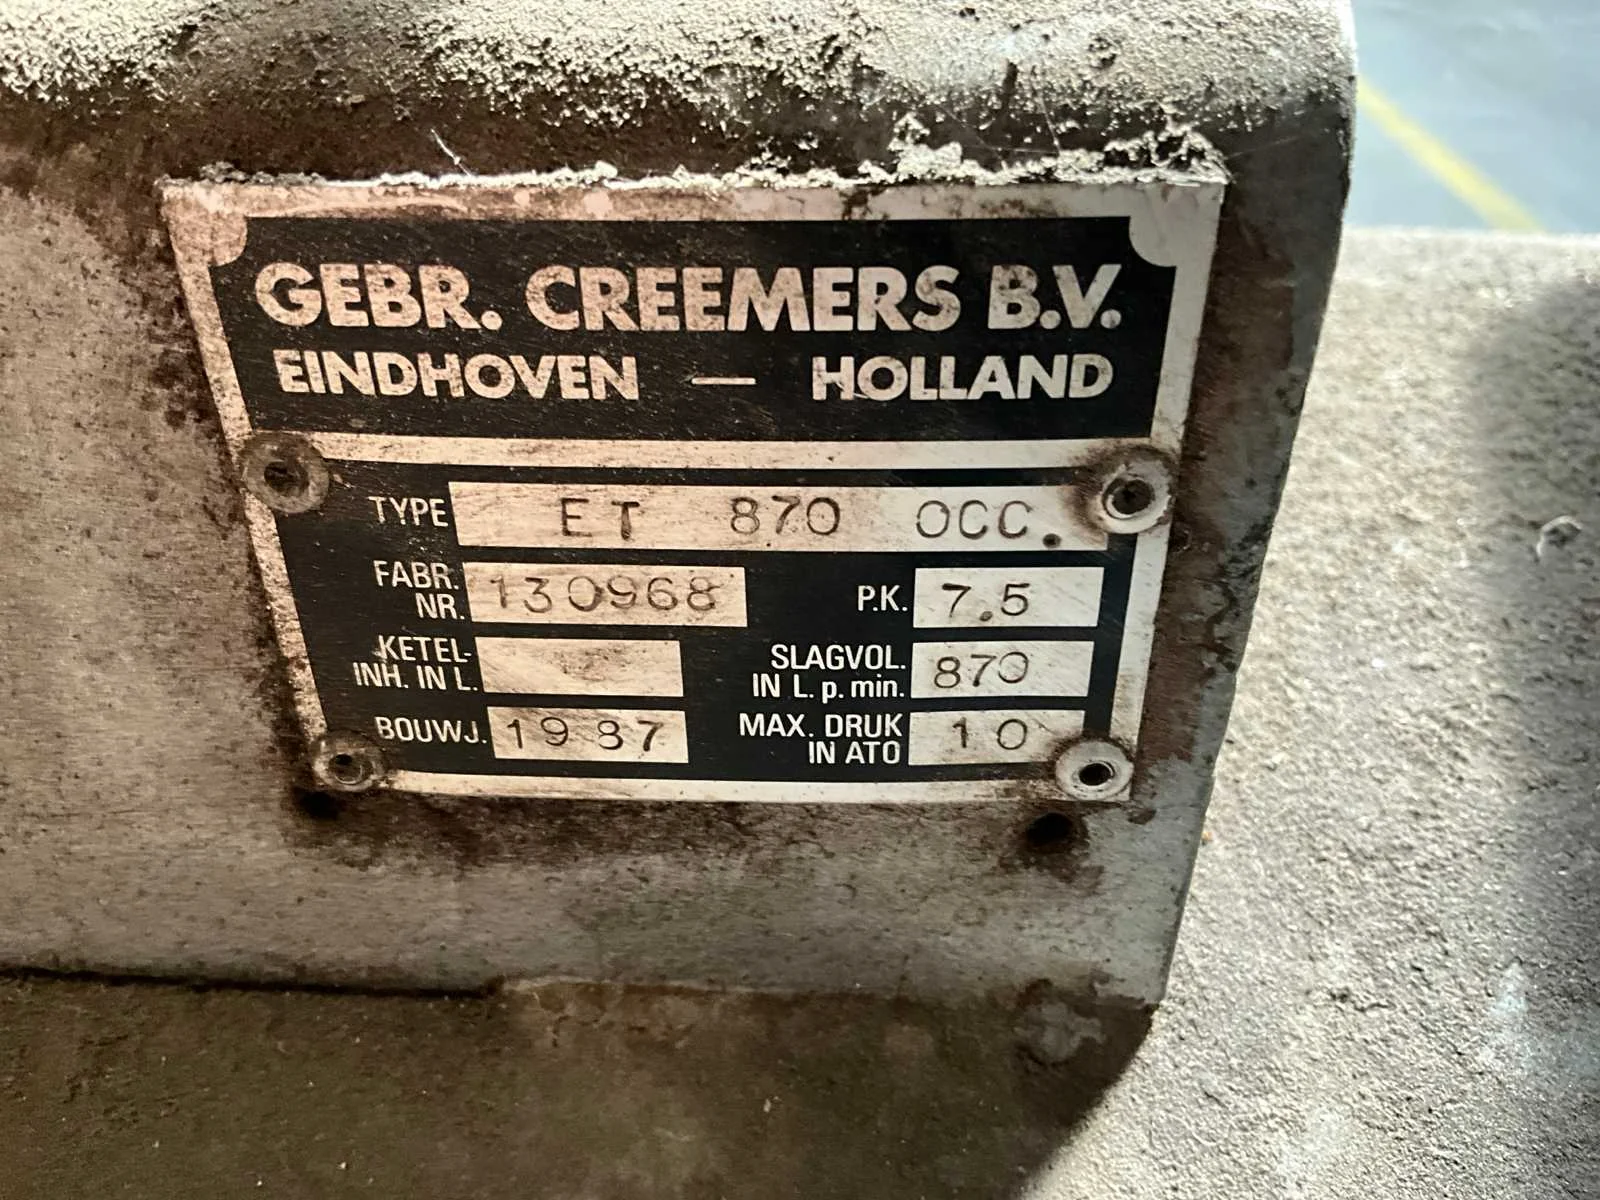 GEBR. CREEMERS B.V.
EINDHOVEN — HOLLAND
TYPE ET 870 OCC.
FABR. NR. 130968 P.K. 7.5
KETEL-INH. IN L. SLAGVOL. IN L. p. min. 870
BOUWJ. 1987 MAX. DRUK IN ATO 10